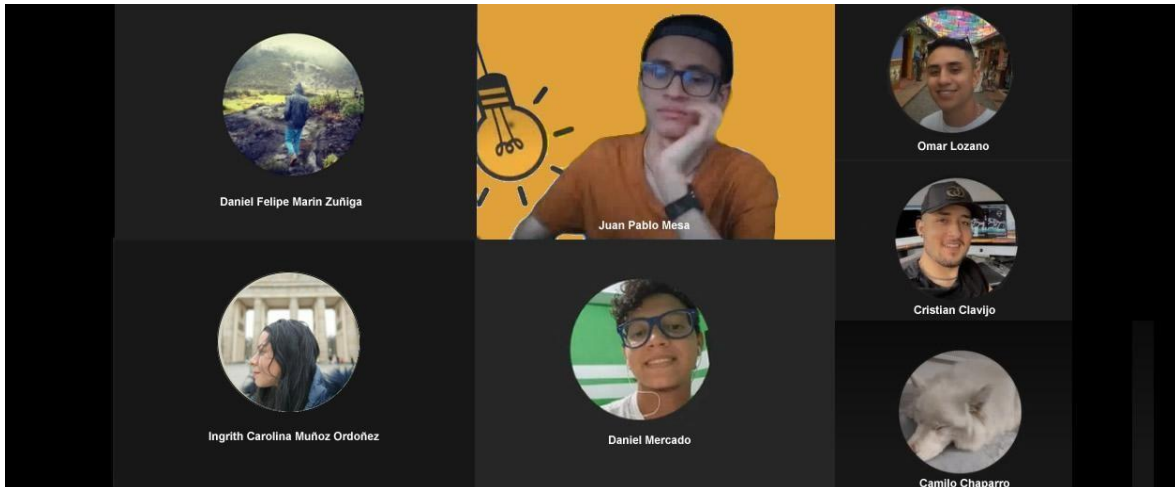 Daniel Felipe Marin Zuñiga
Juan Pablo Mesa
Omar Lozano
Cristian Clavijo
Ingrith Carolina Muñoz Ordoñez
Daniel Mercado
Camilo Chaparro